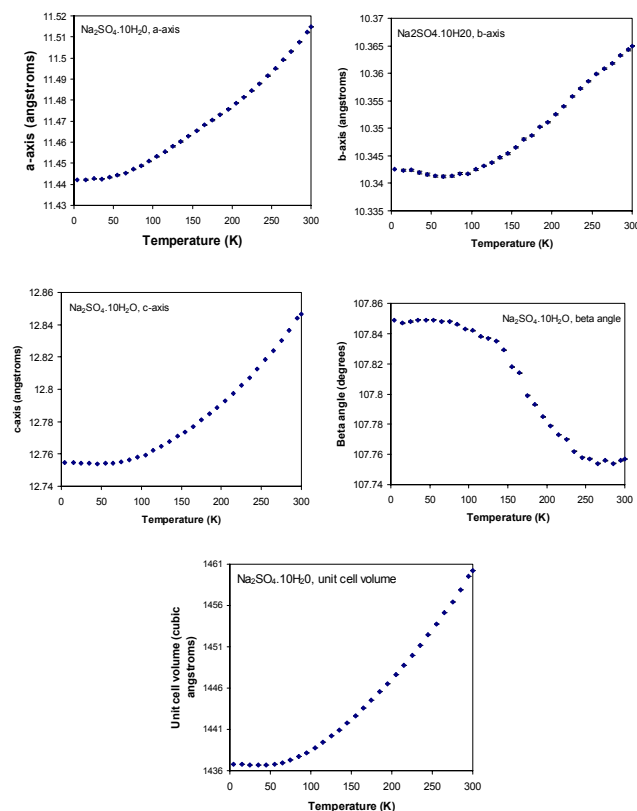 Na₂SO₄.10H₂0, a-axis
a-axis (angstroms)
11.52
11.51
11.5
11.49
11.48
11.47
11.46
11.45
11.44
11.43
0 50 100 150 200 250 300
Temperature (K)
Na2SO4.10H20, b-axis
b-axis (angstroms)
10.37
10.365
10.36
10.355
10.35
10.345
10.34
10.335
0 50 100 150 200 250 300
Temperature (K)
Na₂SO₄.10H₂O, c-axis
c-axis (angstroms)
12.86
12.84
12.82
12.8
12.78
12.76
12.74
0 50 100 150 200 250 300
Temperature (K)
Na₂SO₄.10H₂O, beta angle
Beta angle (degrees)
107.86
107.84
107.82
107.8
107.78
107.76
107.74
0 50 100 150 200 250 300
Temperature (K)
Na₂SO₄.10H₂0, unit cell volume
Unit cell volume (cubic
angstroms)
1461
1456
1451
1446
1441
1436
0 50 100 150 200 250 300
Temperature (K)